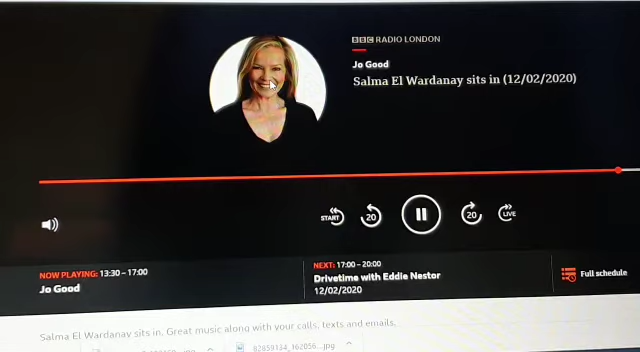 BBC RADIO LONDON
Jo Good
Salma El Wardanay sits in (12/02/2020)
START
20
20
LIVE
NOW PLAYING: 13:30 – 17:00
Jo Good
NEXT: 17:00 – 20:00
Drivetime with Eddie Nestor
12/02/2020
Full schedule
Salma El Wardanay sits in. Great music along with your calls, texts and emails.
82859134_162056...jpg